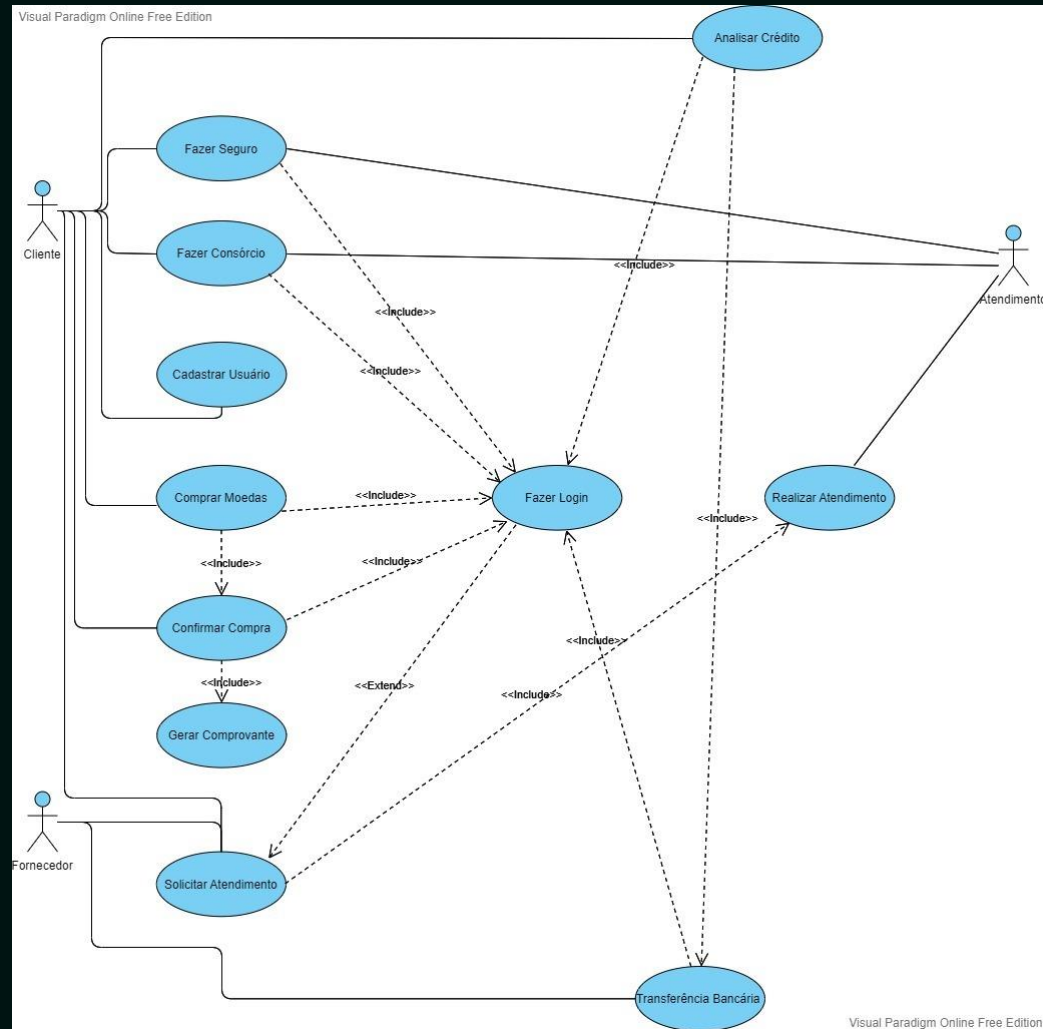 Visual Paradigm Online Free Edition
Analisar Crédito
Fazer Seguro
Cliente
Fazer Consórcio
<<Include>>
Atendimento
<<Include>>
<<Include>>
Cadastrar Usuário
Comprar Moedas
<<Include>>
Fazer Login
Realizar Atendimento
<<Include>>
<<Include>>
<<Include>>
Confirmar Compra
<<Include>>
<<Include>>
<<Extend>>
<<Include>>
Gerar Comprovante
Fornecedor
Solicitar Atendimento
Transferência Bancária
Visual Paradigm Online Free Edition